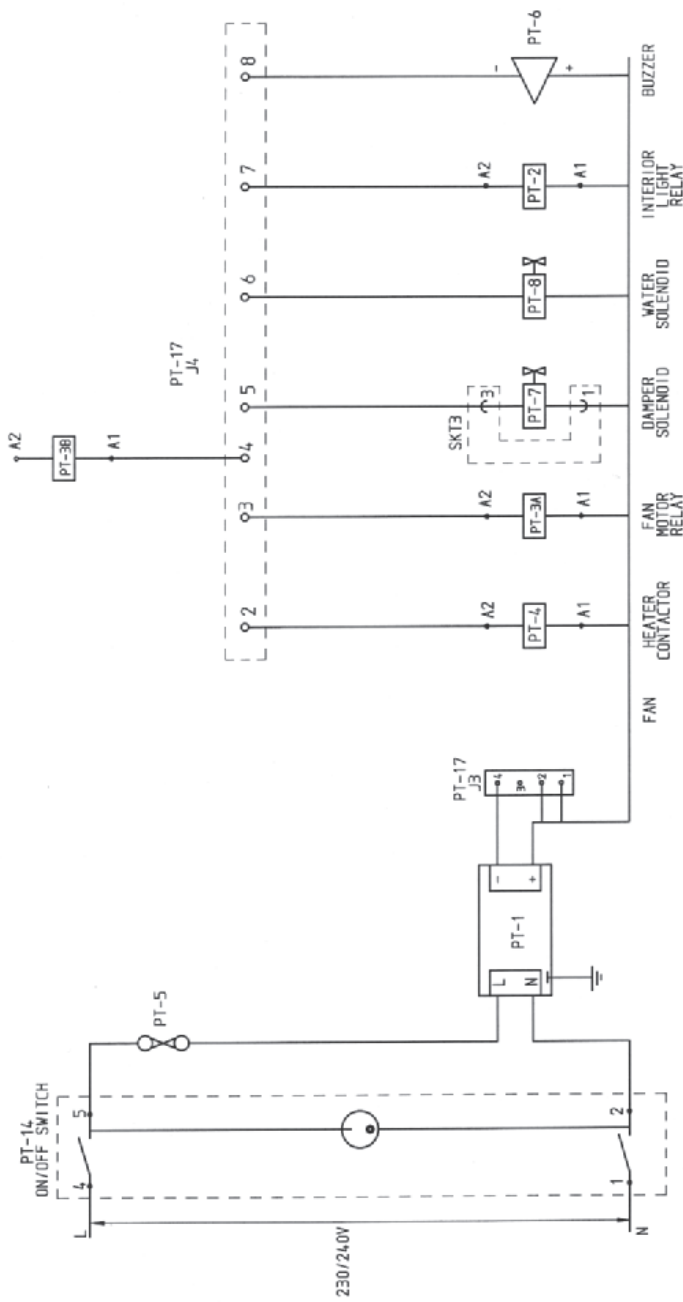 PT-14
ON/OFF SWITCH
L
4
5
PT-5
230/240V
N
1
2
L
N
PT-1
-
+
PT-17
J3
4
3
2
1
FAN
A2
PT-3B
A1
PT-17
J4
2
3
4
5
6
7
8
A2
PT-4
A1
A2
PT-3A
A1
SKT3
3
PT-7
1
PT-8
A2
PT-2
A1
-
PT-6
+
HEATER
CONTACTOR
FAN
MOTOR
RELAY
DAMPER
SOLENOID
WATER
SOLENOID
INTERIOR
LIGHT
RELAY
BUZZER